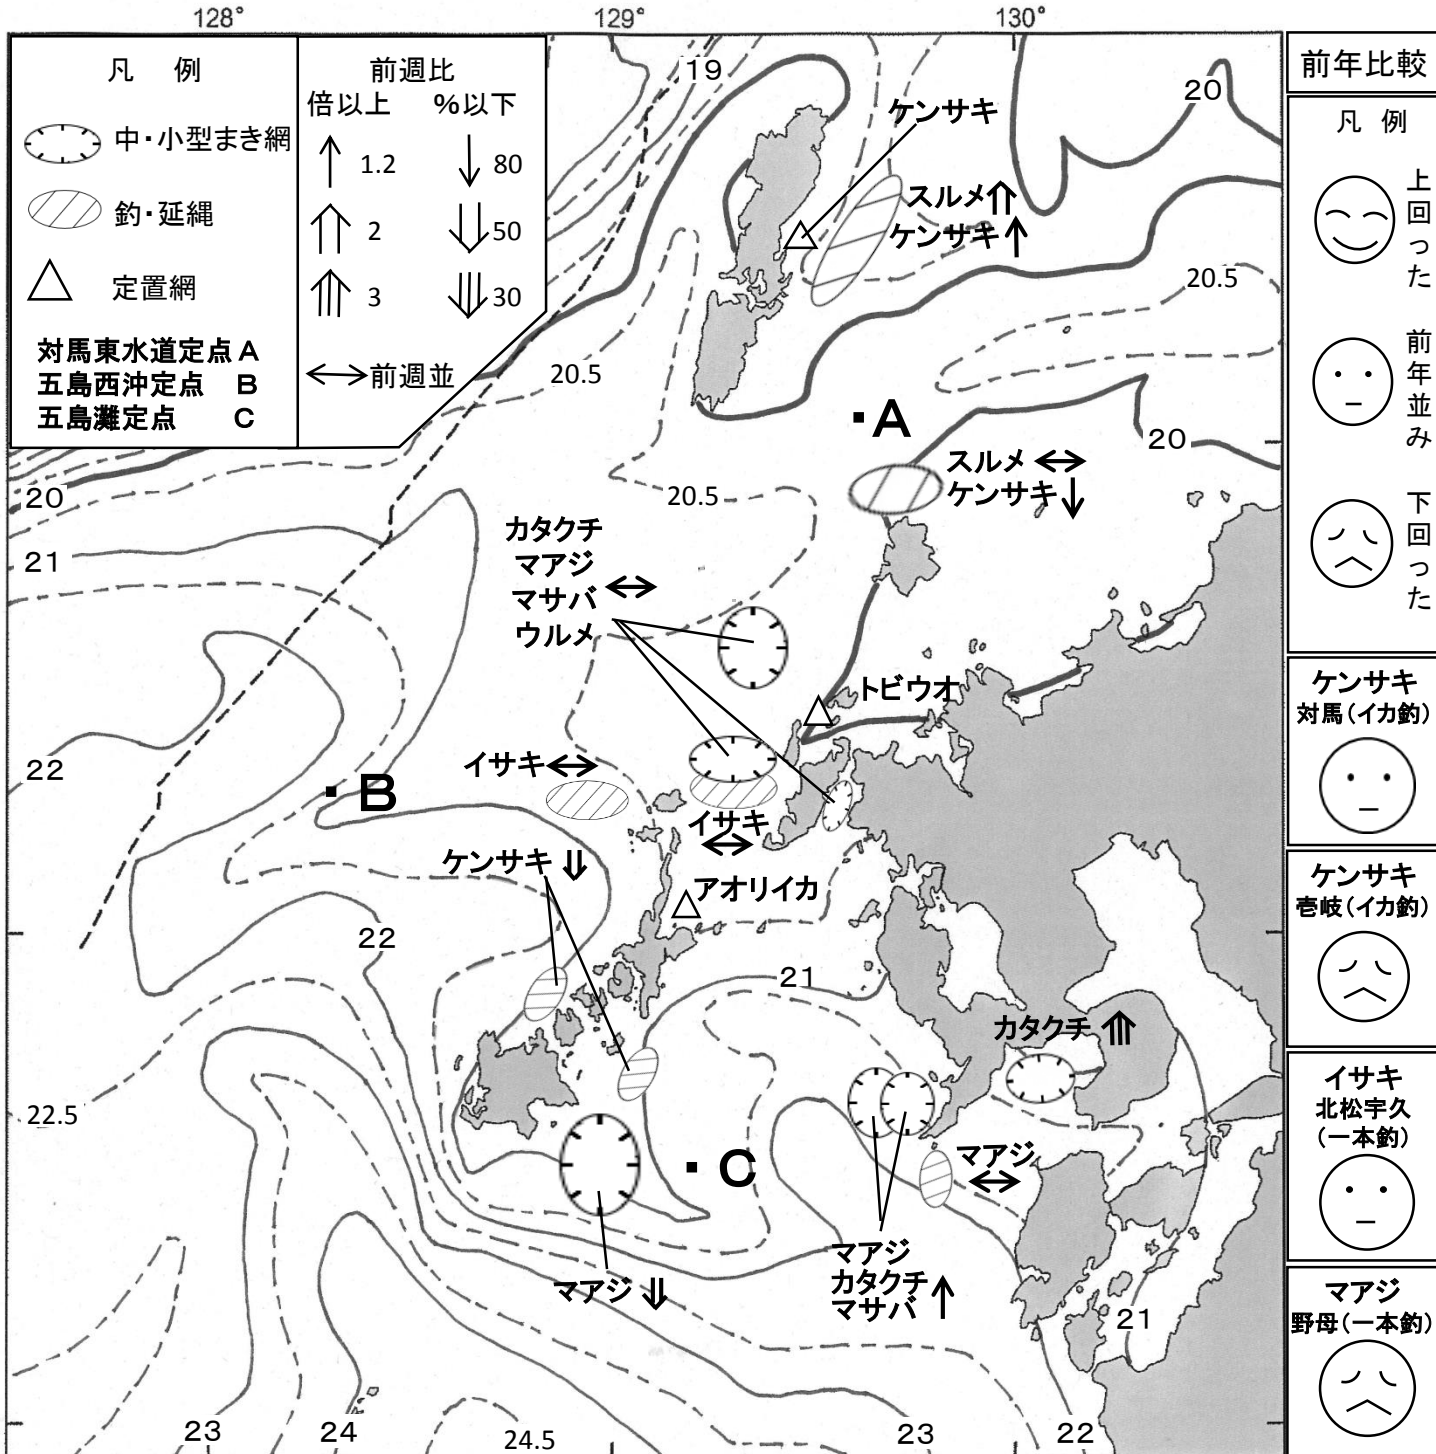 128°
129°
130°
凡 例
中・小型まき網
釣・延縄
定置網
対馬東水道定点 A
五島西沖定点 B
五島灘定点 C
前週比
倍以上 %以下
1.2 80
2 50
3 30
前週並
前年比較
凡 例
上回った
前年並み
下回った
ケンサキ
対馬(イカ釣)
ケンサキ
壱岐(イカ釣)
イサキ
北松宇久
(一本釣)
マアジ
野母(一本釣)
19
20
ケンサキ
スルメ
ケンサキ
20.5
20.5
A
20
スルメ
ケンサキ
20
20.5
21
カタクチ
マアジ
マサバ
ウルメ
トビウオ
22
B
イサキ
イサキ
ケンサキ
アオリイカ
22
21
カタクチ
22.5
C
マアジ
マアジ
マアジ
カタクチ
マサバ
21
23
24
24.5
23
22